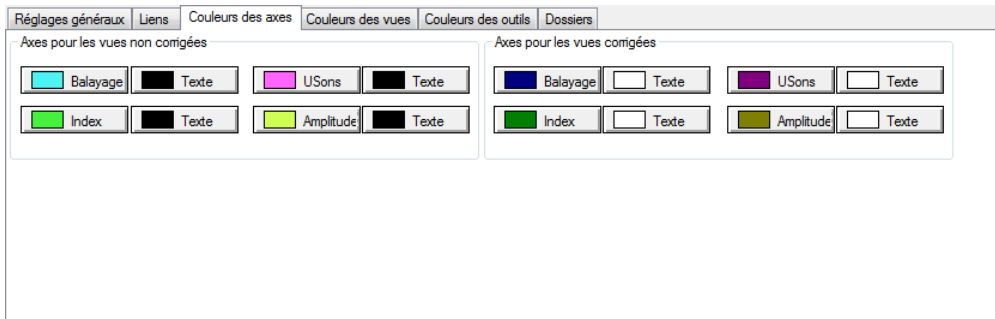 Réglages généraux Liens Couleurs des axes Couleurs des vues Couleurs des outils Dossiers
Axes pour les vues non corrigées
Balayage Texte USons Texte
Index Texte Amplitude Texte
Axes pour les vues corrigées
Balayage Texte USons Texte
Index Texte Amplitude Texte